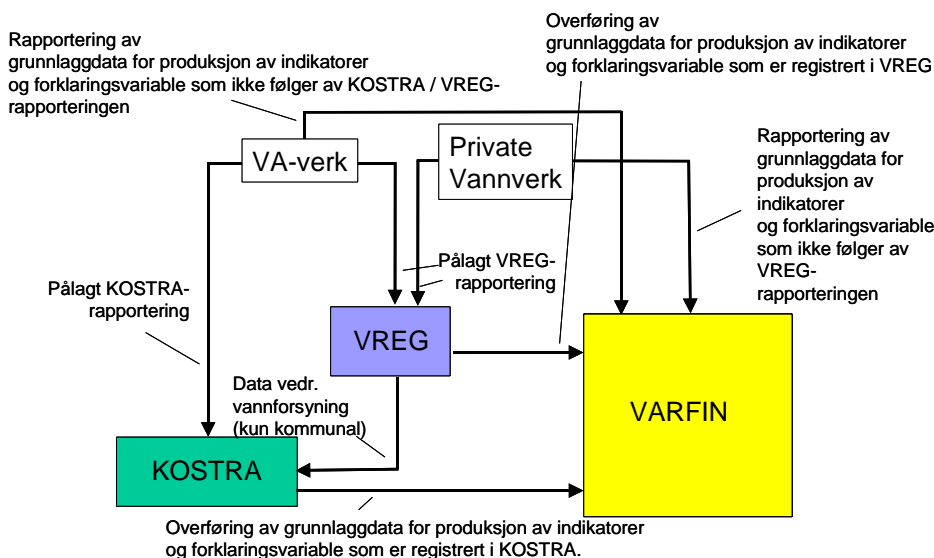 Overføring av
grunnlaggdata for produksjon av indikatorer
og forklaringsvariable som er registrert i VREG
Rapportering av
grunnlaggdata for produksjon av indikatorer
og forklaringsvariable som ikke følger av KOSTRA / VREG-
rapporteringen
VA-verk
Private
Vannverk
Rapportering av
grunnlaggdata for
produksjon av
indikatorer
og forklaringsvariable
som ikke følger av
VREG-
rapporteringen
Pålagt VREG-
rapportering
Pålagt KOSTRA-
rapportering
VREG
Data vedr.
vannforsyning
(kun kommunal)
VARFIN
KOSTRA
Overføring av grunnlaggdata for produksjon av indikatorer
og forklaringsvariable som er registrert i KOSTRA.